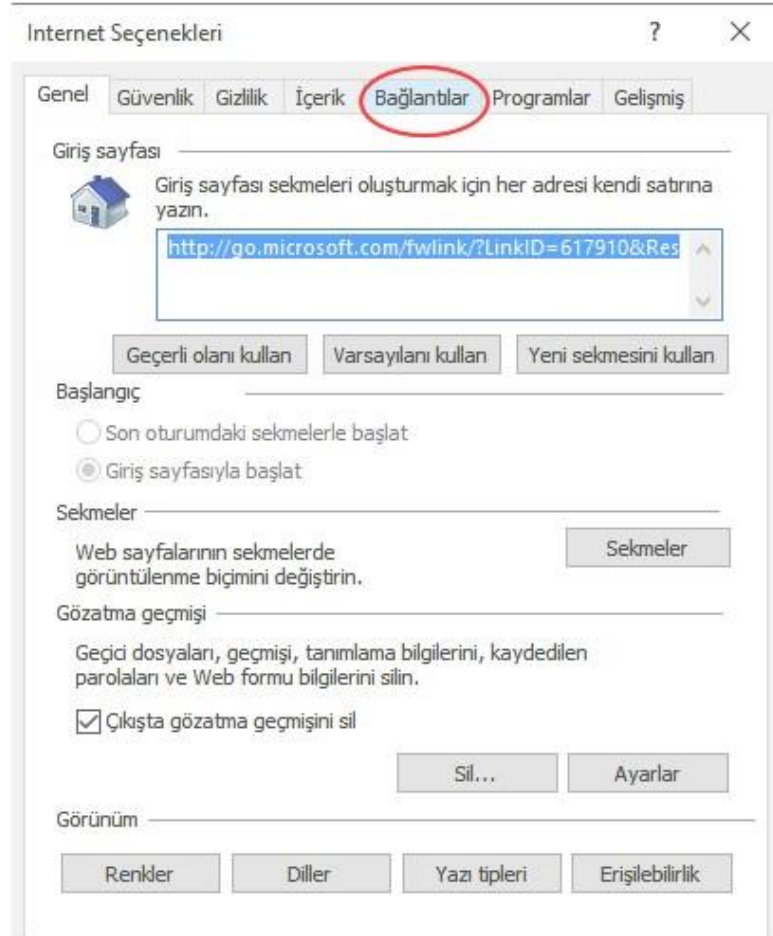 Internet Seçenekleri
?
Genel Güvenlik Gizlilik İçerik Bağlantılar Programlar Gelişmiş
Giriş sayfası
Giriş sayfası sekmeleri oluşturmak için her adresi kendi satırına
yazın.
http://go.microsoft.com/fwlink/?LinkID=617910&Res
Geçerli olanı kullan Varsayılanı kullan Yeni sekmesini kullan
Başlangıç
Son oturumdaki sekmelerle başlat
Giriş sayfasıyla başlat
Sekmeler
Web sayfalarının sekmelerde
görüntülenme biçimini değiştirin.
Sekmeler
Gözatma geçmişi
Geçici dosyaları, geçmişi, tanımlama bilgilerini, kaydedilen
parolaları ve Web formu bilgilerini silin.
Çıkışta gözatma geçmişini sil
Sil... Ayarlar
Görünüm
Renkler Diller Yazı tipleri Erişilebilirlik